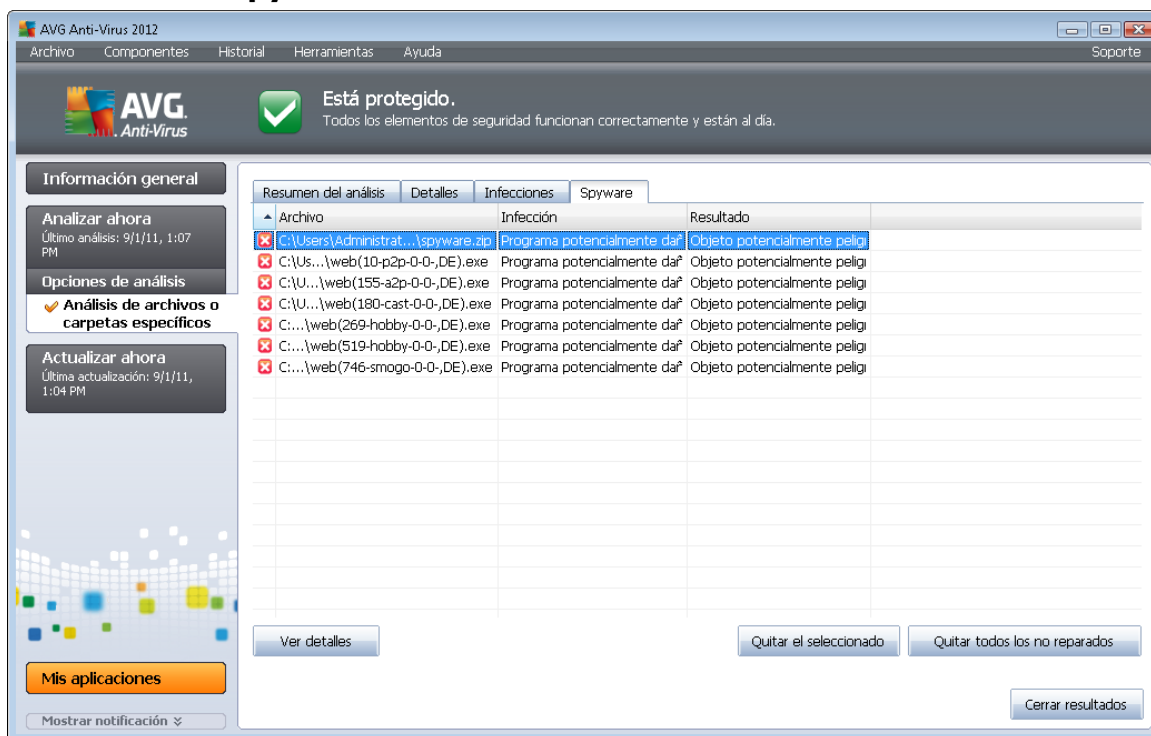 AVG Anti-Virus 2012
Archivo Componentes Historial Herramientas Ayuda Soporte
AVG.
Anti-Virus
Está protegido.
Todos los elementos de seguridad funcionan correctamente y están al día.
Información general
Analizar ahora
Último análisis: 9/1/11, 1:07
PM
Opciones de análisis
Análisis de archivos o
carpetas específicos
Actualizar ahora
Última actualización: 9/1/11,
1:04 PM
Mis aplicaciones
Mostrar notificación
Resumen del análisis Detalles Infecciones Spyware
Archivo Infección Resultado
C:\Users\Administrat...\spyware.zip Programa potencialmente dañ Objeto potencialmente pelig
C:\Us...\web(10-p2p-0-0-,DE).exe Programa potencialmente dañ Objeto potencialmente pelig
C:\U...\web(155-a2p-0-0-,DE).exe Programa potencialmente dañ Objeto potencialmente pelig
C:\U...\web(180-cast-0-0-,DE).exe Programa potencialmente dañ Objeto potencialmente pelig
C:...\web(269-hobby-0-0-,DE).exe Programa potencialmente dañ Objeto potencialmente pelig
C:...\web(519-hobby-0-0-,DE).exe Programa potencialmente dañ Objeto potencialmente pelig
C:...\web(746-smogo-0-0-,DE).exe Programa potencialmente dañ Objeto potencialmente pelig
Ver detalles Quitar el seleccionado Quitar todos los no reparados
Cerrar resultados